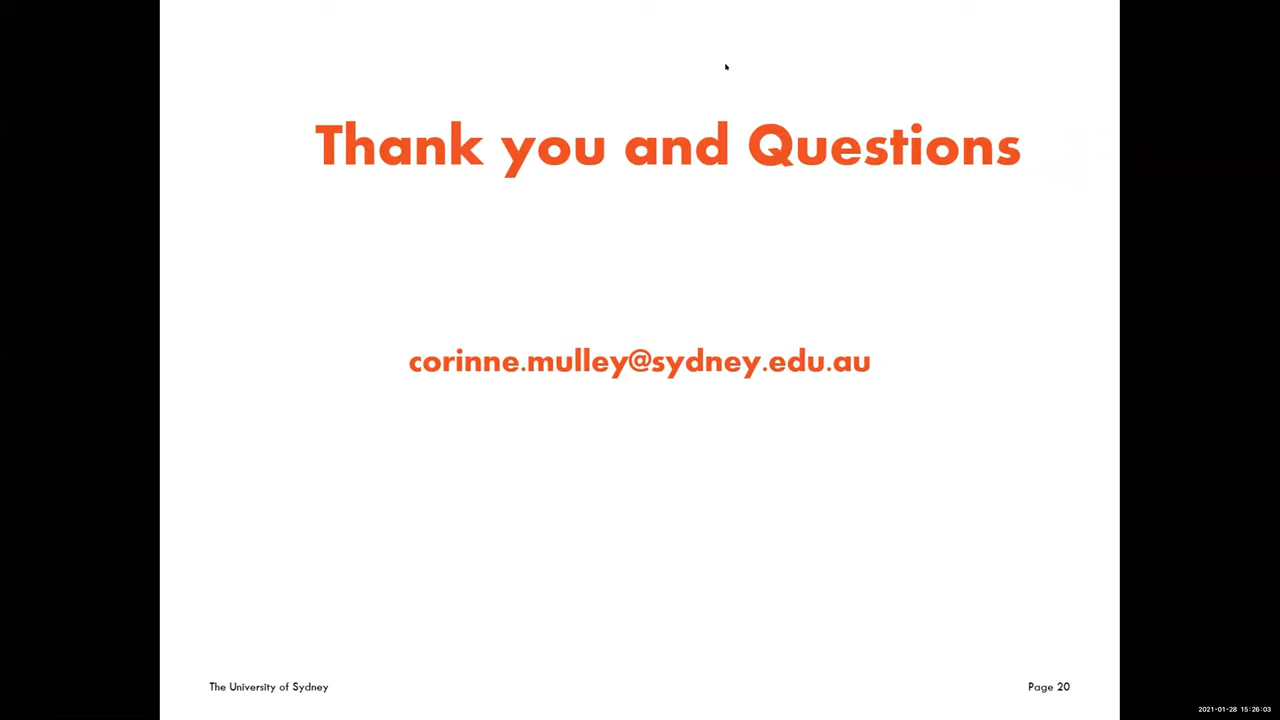 Thank you and Questions
corinne.mulley@sydney.edu.au
The University of Sydney
Page 20
2021-01-28 15:26:03